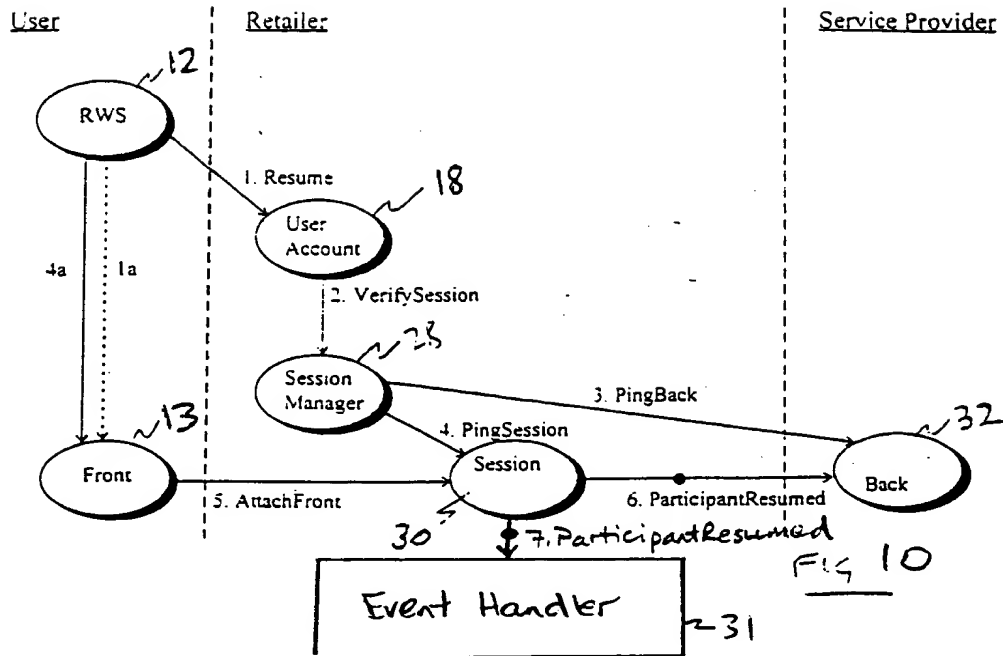 User
Retailer
Service Provider
12
RWS
1. Resume
18
User
Account
4a
1a
2. VerifySession
28
Session
Manager
3. PingBack
13
4. PingSession
32
Front
Session
Back
5. AttachFront
6. ParticipantResumed
30
7. ParticipantResumed
FIG 10
Event Handler
31